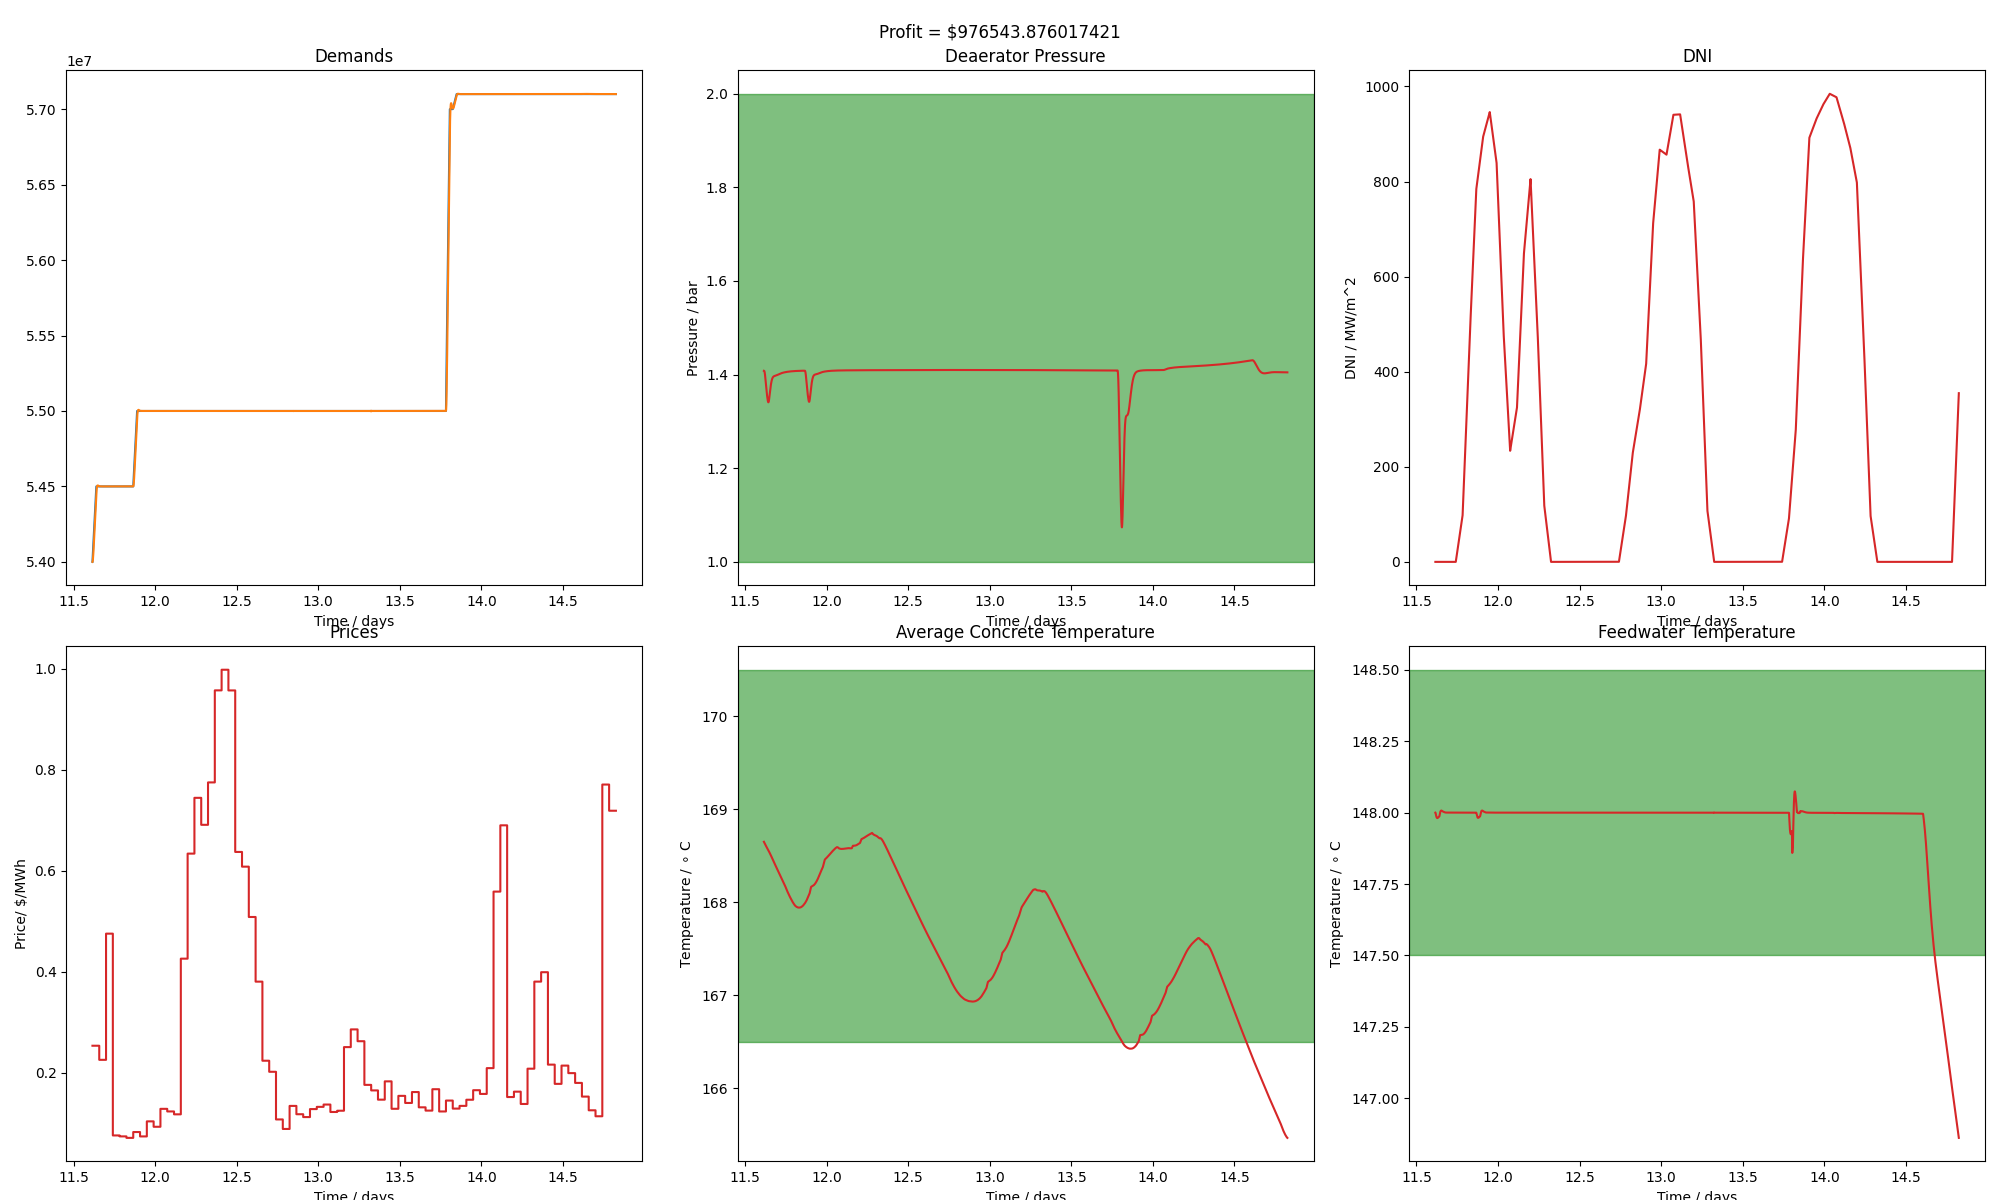 Profit = $976543.876017421
Demands
1e7
5.70
5.65
5.60
5.55
5.50
5.45
5.40
11.5 12.0 12.5 13.0 13.5 14.0 14.5
Time / days
Deaerator Pressure
Pressure / bar
2.0
1.8
1.6
1.4
1.2
1.0
11.5 12.0 12.5 13.0 13.5 14.0 14.5
Time / days
DNI
DNI / MW/m^2
1000
800
600
400
200
0
11.5 12.0 12.5 13.0 13.5 14.0 14.5
Time / days
Prices
Price/ $/MWh
1.0
0.8
0.6
0.4
0.2
11.5 12.0 12.5 13.0 13.5 14.0 14.5
Time / days
Average Concrete Temperature
Temperature / ∘ C
170
169
168
167
166
11.5 12.0 12.5 13.0 13.5 14.0 14.5
Time / days
Feedwater Temperature
Temperature / ∘ C
148.50
148.25
148.00
147.75
147.50
147.25
147.00
11.5 12.0 12.5 13.0 13.5 14.0 14.5
Time / days